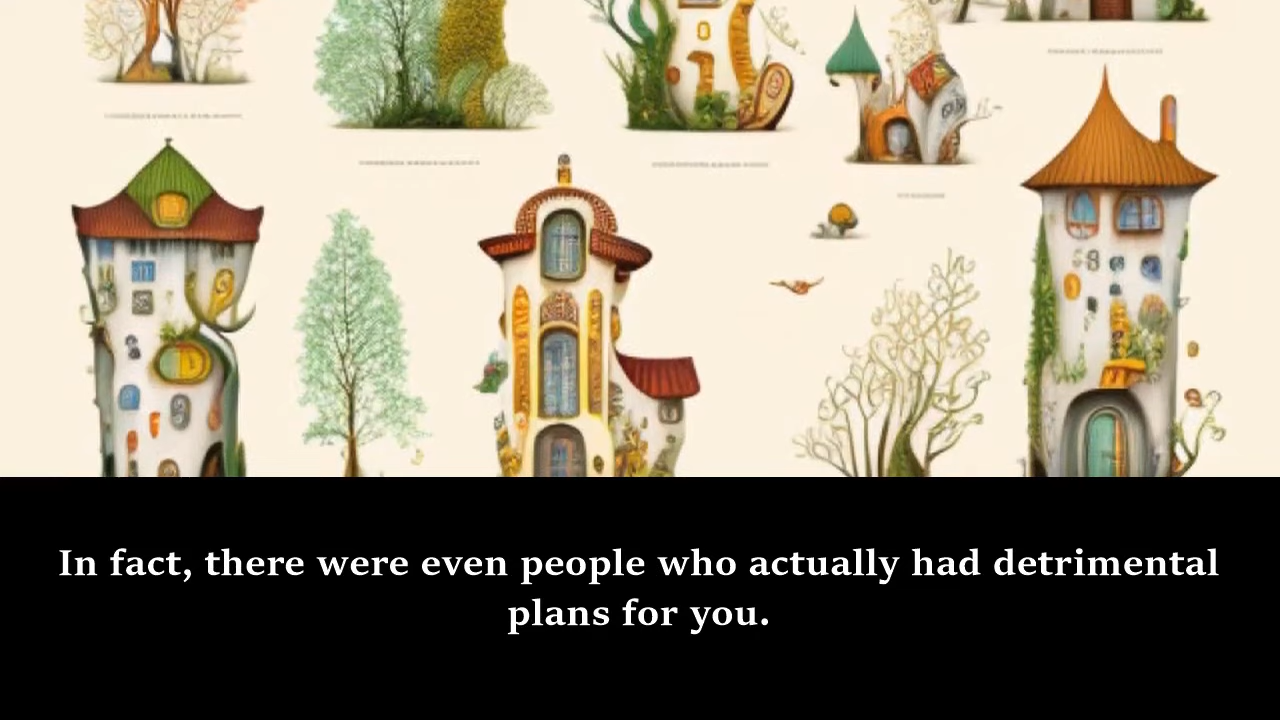 In fact, there were even people who actually had detrimental
plans for you.